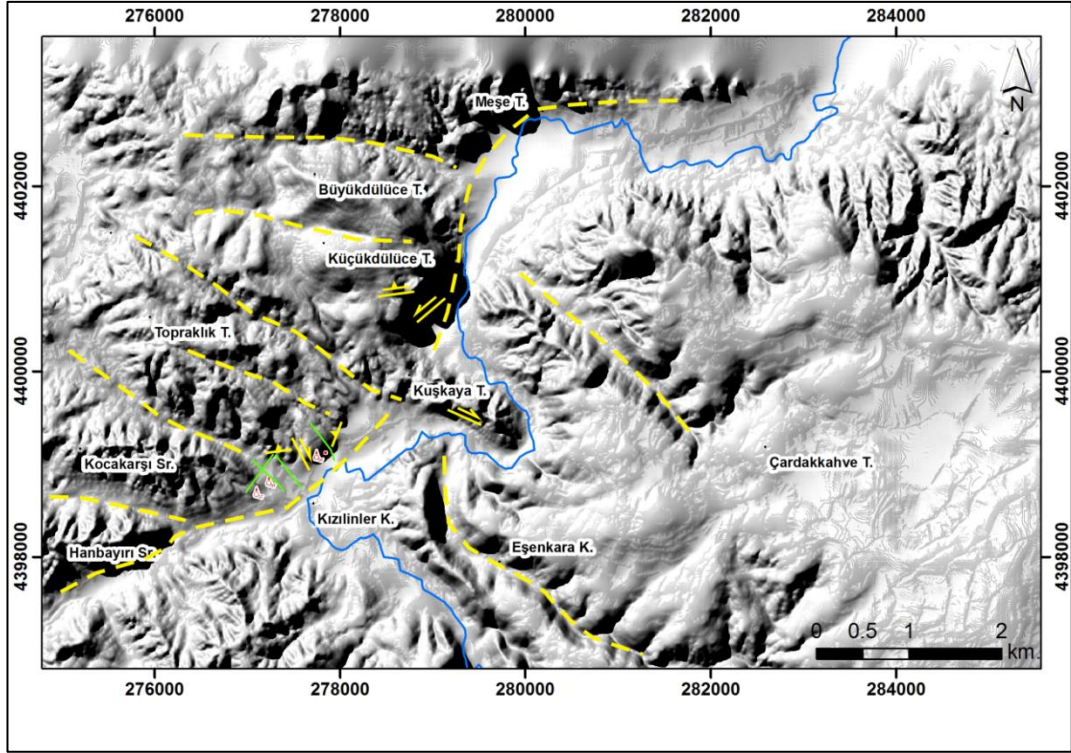 276000 278000 280000 282000 284000
N
Meşe T.
4402000 4402000
Büyükdülüce T.
Küçükdülüce T.
Topraklık T.
4400000 4400000
Kuşkaya T.
Kocakarşı Sr.
Çardakkahve T.
Kızılinler K.
Hanbayırı Sr.
Eşenkara K.
4398000 4398000
0 0.5 1 2
km.
276000 278000 280000 282000 284000